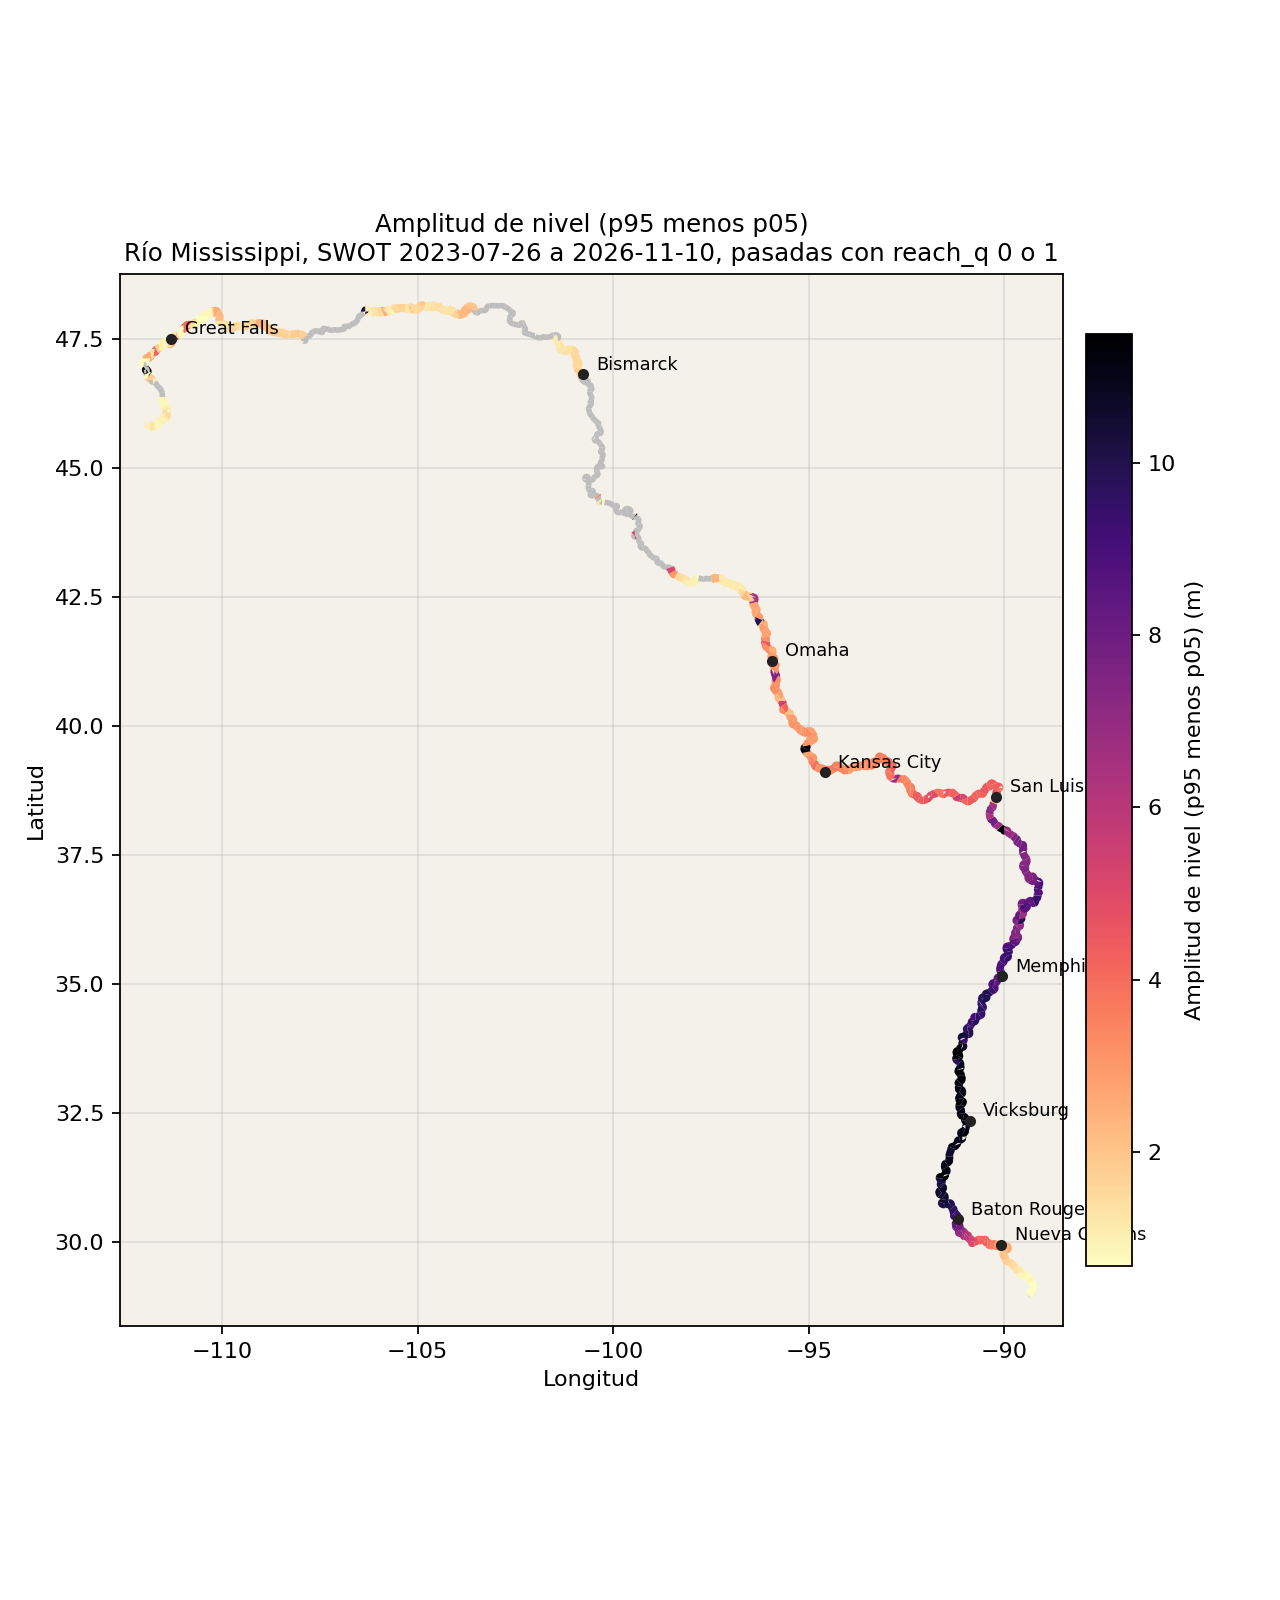 Amplitud de nivel (p95 menos p05)
Río Mississippi, SWOT 2023-07-26 a 2026-11-10, pasadas con reach_q 0 o 1
Great Falls
Bismarck
Omaha
Kansas City
San Luis
Vicksburg
Baton Rouge
Nueva
47.5
45.0
42.5
40.0
37.5
35.0
32.5
30.0
Latitud
−110
−105
−100
−95
−90
Longitud
10
8
6
4
2
Amplitud de nivel (p95 menos p05) (m)